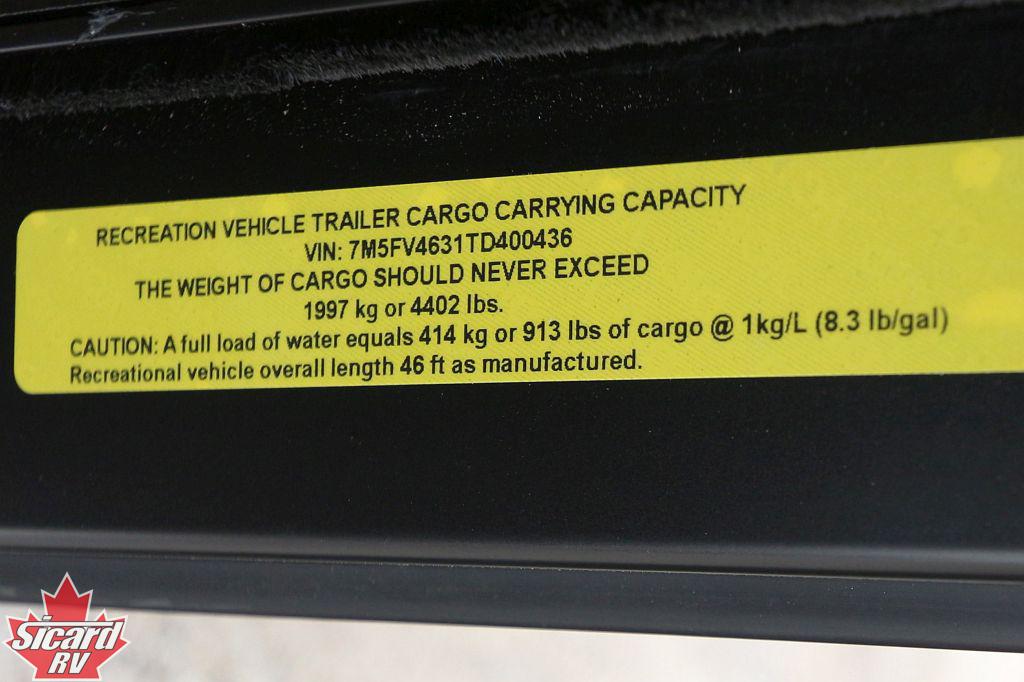 RECREATION VEHICLE TRAILER CARGO CARRYING CAPACITY
VIN: 7M5FV4631TD400436
THE WEIGHT OF CARGO SHOULD NEVER EXCEED
1997 kg or 4402 lbs.
CAUTION: A full load of water equals 414 kg or 913 lbs of cargo @ 1kg/L (8.3 lb/gal)
Recreational vehicle overall length 46 ft as manufactured.
Sicard
RV